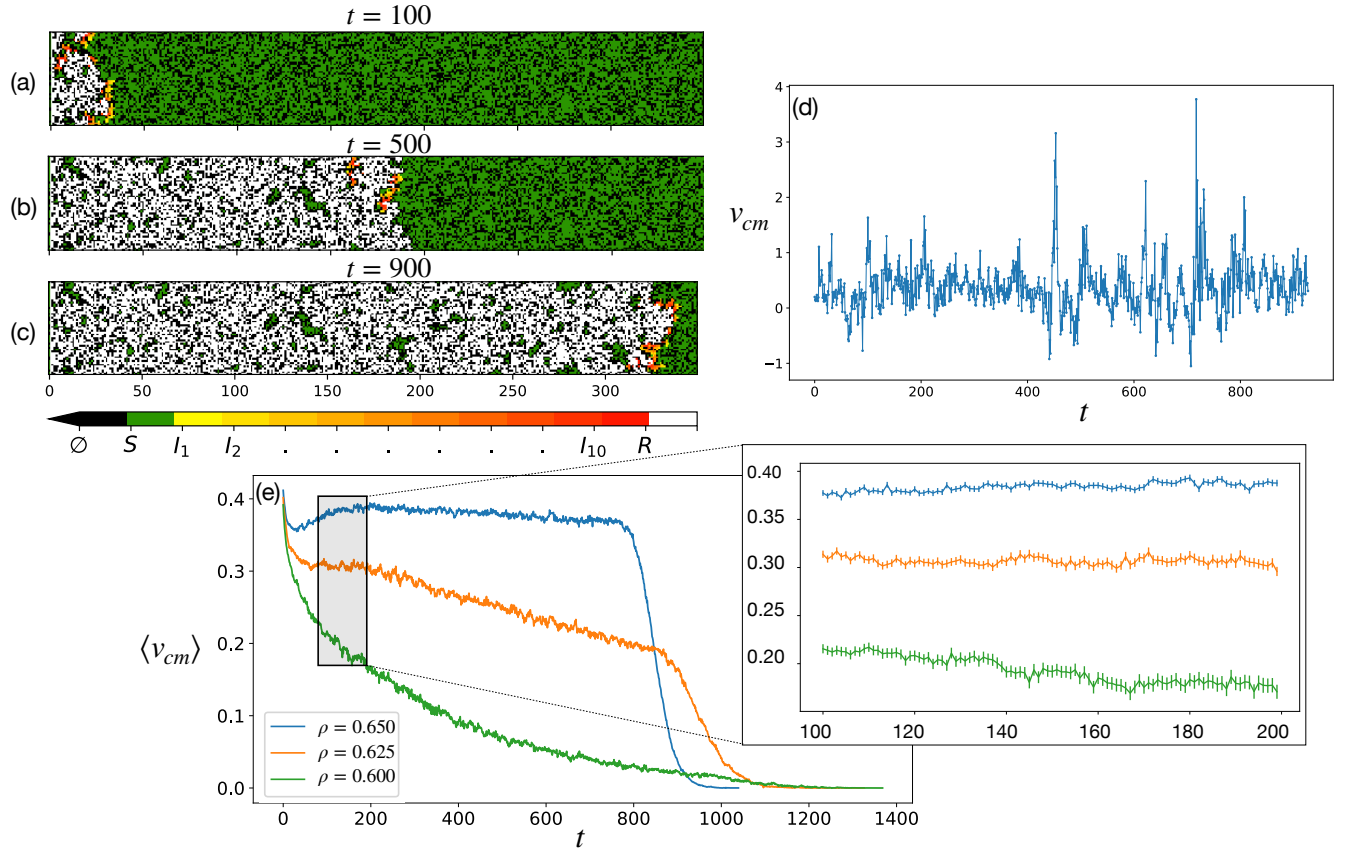 t = 100
(a)
t = 500
(b)
t = 900
(c)
0 50 100 150 200 250 300
∅ S I₁ I₂ . . . . . . I₁₀ R
(d)
4
3
2
1
0
−1
v_cm
0 200 400 600 800
t
(e)
0.4
0.3
0.2
0.1
0.0
⟨v_cm⟩
ρ = 0.650
ρ = 0.625
ρ = 0.600
0 200 400 600 800 1000 1200 1400
t
0.40
0.35
0.30
0.25
0.20
100 120 140 160 180 200